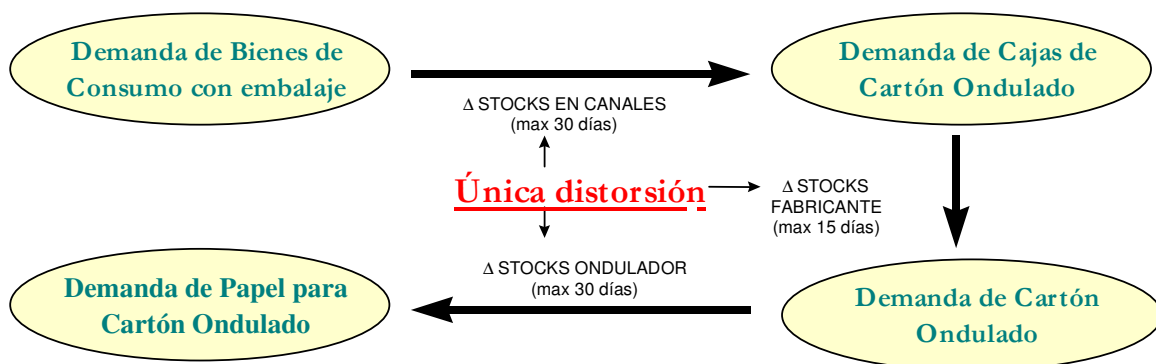 Demanda de Bienes de
Consumo con embalaje
Demanda de Cajas de
Cartón Ondulado
Δ STOCKS EN CANALES
(max 30 días)
Única distorsión
Δ STOCKS
FABRICANTE
(max 15 días)
Δ STOCKS ONDULADOR
(max 30 días)
Demanda de Papel para
Cartón Ondulado
Demanda de Cartón
Ondulado